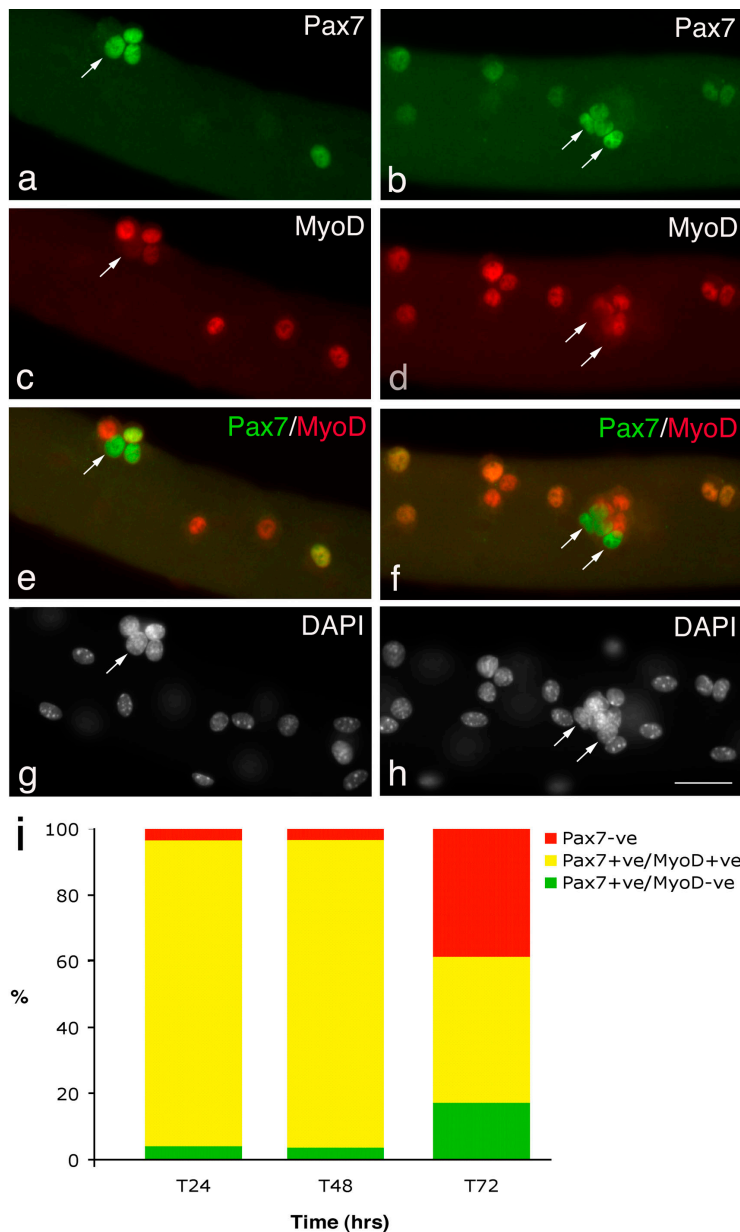 Pax7
a
Pax7
b
MyoD
c
MyoD
d
Pax7/MyoD
e
Pax7/MyoD
f
DAPI
g
DAPI
h
i
100
80
60
40
20
0
%
T24
T48
T72
Time (hrs)
Pax7-ve
Pax7+ve/MyoD+ve
Pax7+ve/MyoD-ve